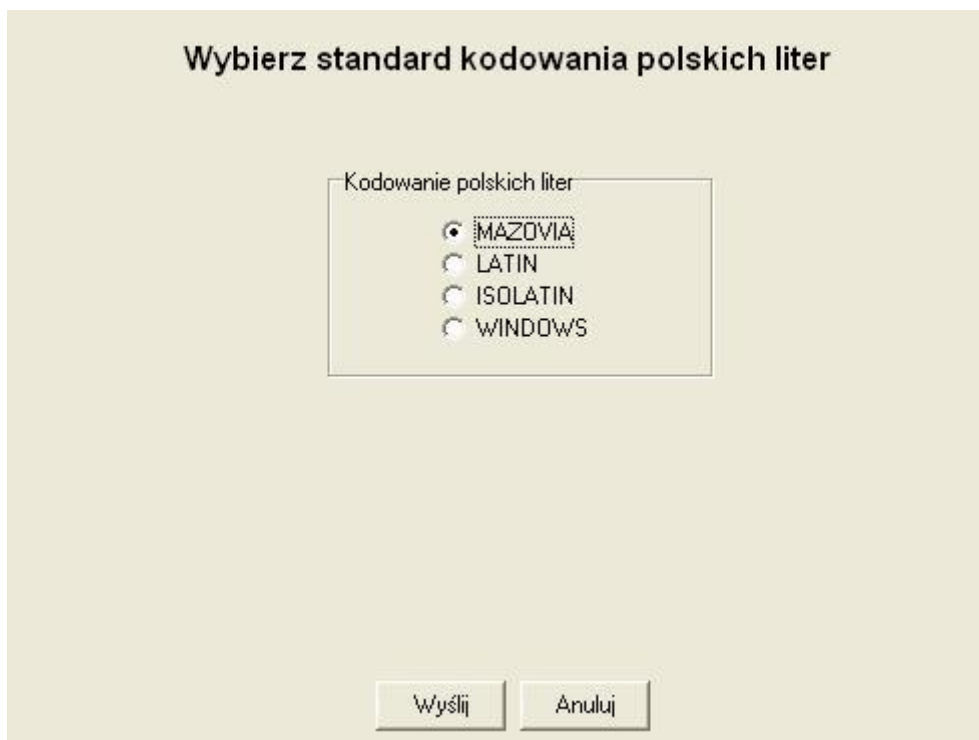 Wybierz standard kodowania polskich liter
Kodowanie polskich liter
MAZOVIA
LATIN
ISOLATIN
WINDOWS
Wyślij
Anuluj